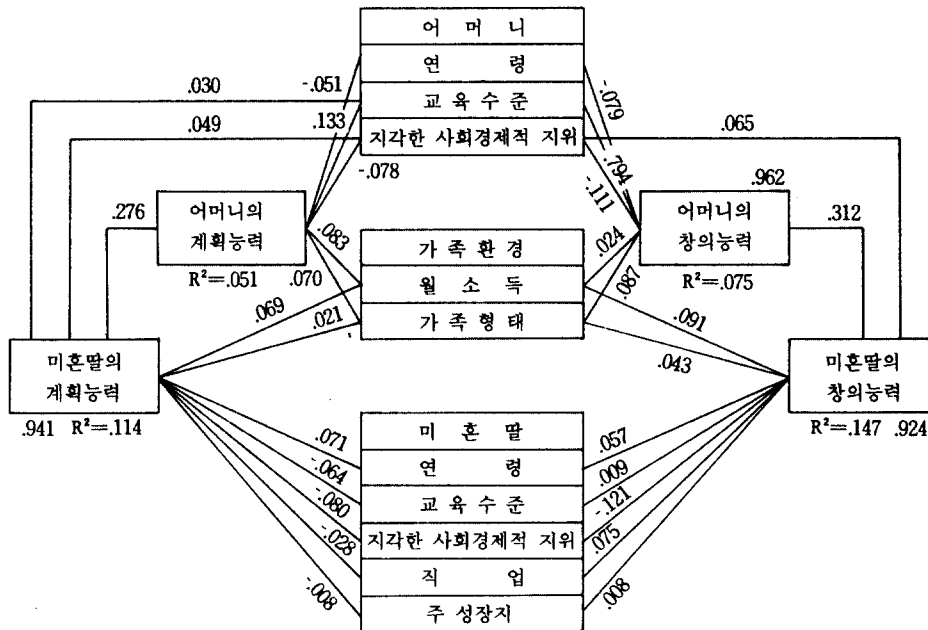 어 머 니
연 령
.030
-.051
-.079
교 육 수 준
.049
.133
.065
지각한 사회경제적 지위
-.078
.794
-.111
.962
.276
어머니의
계획능력
어머니의
창의능력
.312
.083
.024
가 족 환 경
R²=.051
.070
월 소 득
.087
R²=.075
.069
.021
가 족 형 태
.091
.043
미혼딸의
계획능력
미혼딸의
창의능력
.941 R²=.114
R²=.147 .924
미 혼 딸
.071
.057
연 령
-.064
.009
교 육 수 준
-.080
-.121
지각한 사회경제적 지위
-.028
.075
직 업
-.008
.008
주 성장지